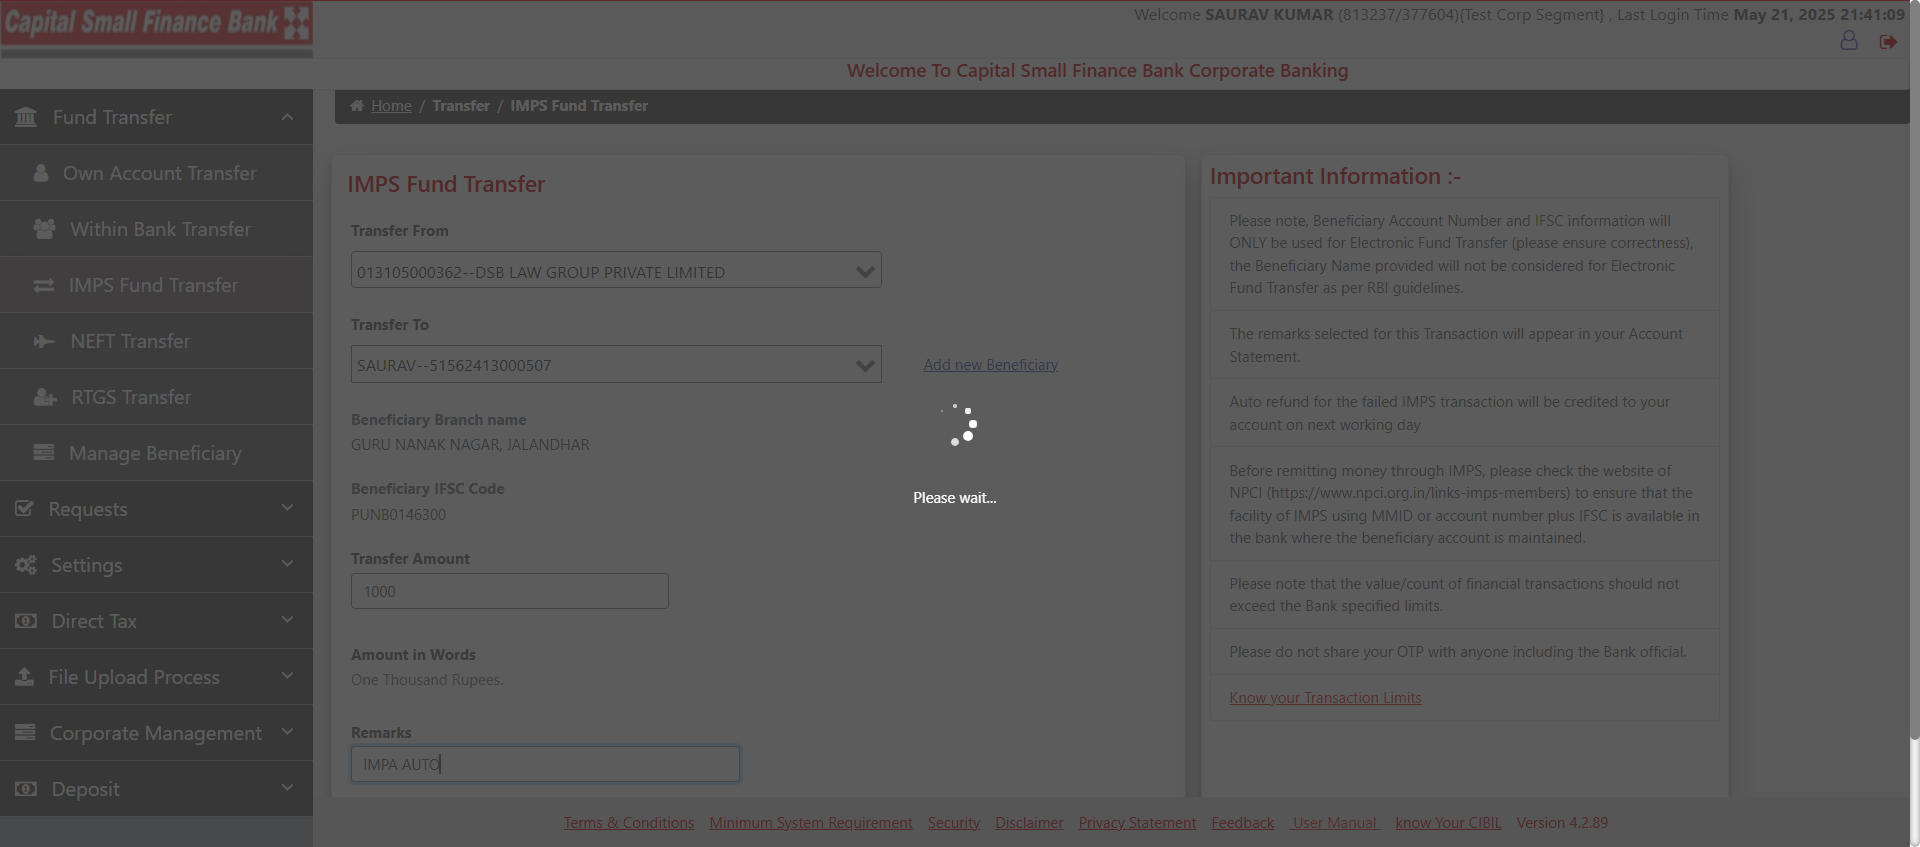 Capital Small Finance Bank
Welcome SAURAV KUMAR (813237/377604){Test Corp Segment} , Last Login Time May 21, 2025 21:41:09
Welcome To Capital Small Finance Bank Corporate Banking
Fund Transfer
Own Account Transfer
Within Bank Transfer
IMPS Fund Transfer
NEFT Transfer
RTGS Transfer
Manage Beneficiary
Requests
Settings
Direct Tax
File Upload Process
Corporate Management
Deposit
Home / Transfer / IMPS Fund Transfer
IMPS Fund Transfer
Transfer From
013105000362--DSB LAW GROUP PRIVATE LIMITED
Transfer To
SAURAV--51562413000507
Add new Beneficiary
Beneficiary Branch name
GURU NANAK NAGAR, JALANDHAR
Beneficiary IFSC Code
PUNB0146300
Transfer Amount
1000
Amount in Words
One Thousand Rupees.
Remarks
IMPA AUTO
Please wait...
Important Information :-
Please note, Beneficiary Account Number and IFSC information will
ONLY be used for Electronic Fund Transfer (please ensure correctness),
the Beneficiary Name provided will not be considered for Electronic
Fund Transfer as per RBI guidelines.
The remarks selected for this Transaction will appear in your Account
Statement.
Auto refund for the failed IMPS transaction will be credited to your
account on next working day
Before remitting money through IMPS, please check the website of
NPCI (https://www.npci.org.in/links-imps-members) to ensure that the
facility of IMPS using MMID or account number plus IFSC is available in
the bank where the beneficiary account is maintained.
Please note that the value/count of financial transactions should not
exceed the Bank specified limits.
Please do not share your OTP with anyone including the Bank official.
Know your Transaction Limits
Terms & Conditions Minimum System Requirement Security Disclaimer Privacy Statement Feedback User Manual know Your CIBIL Version 4.2.89